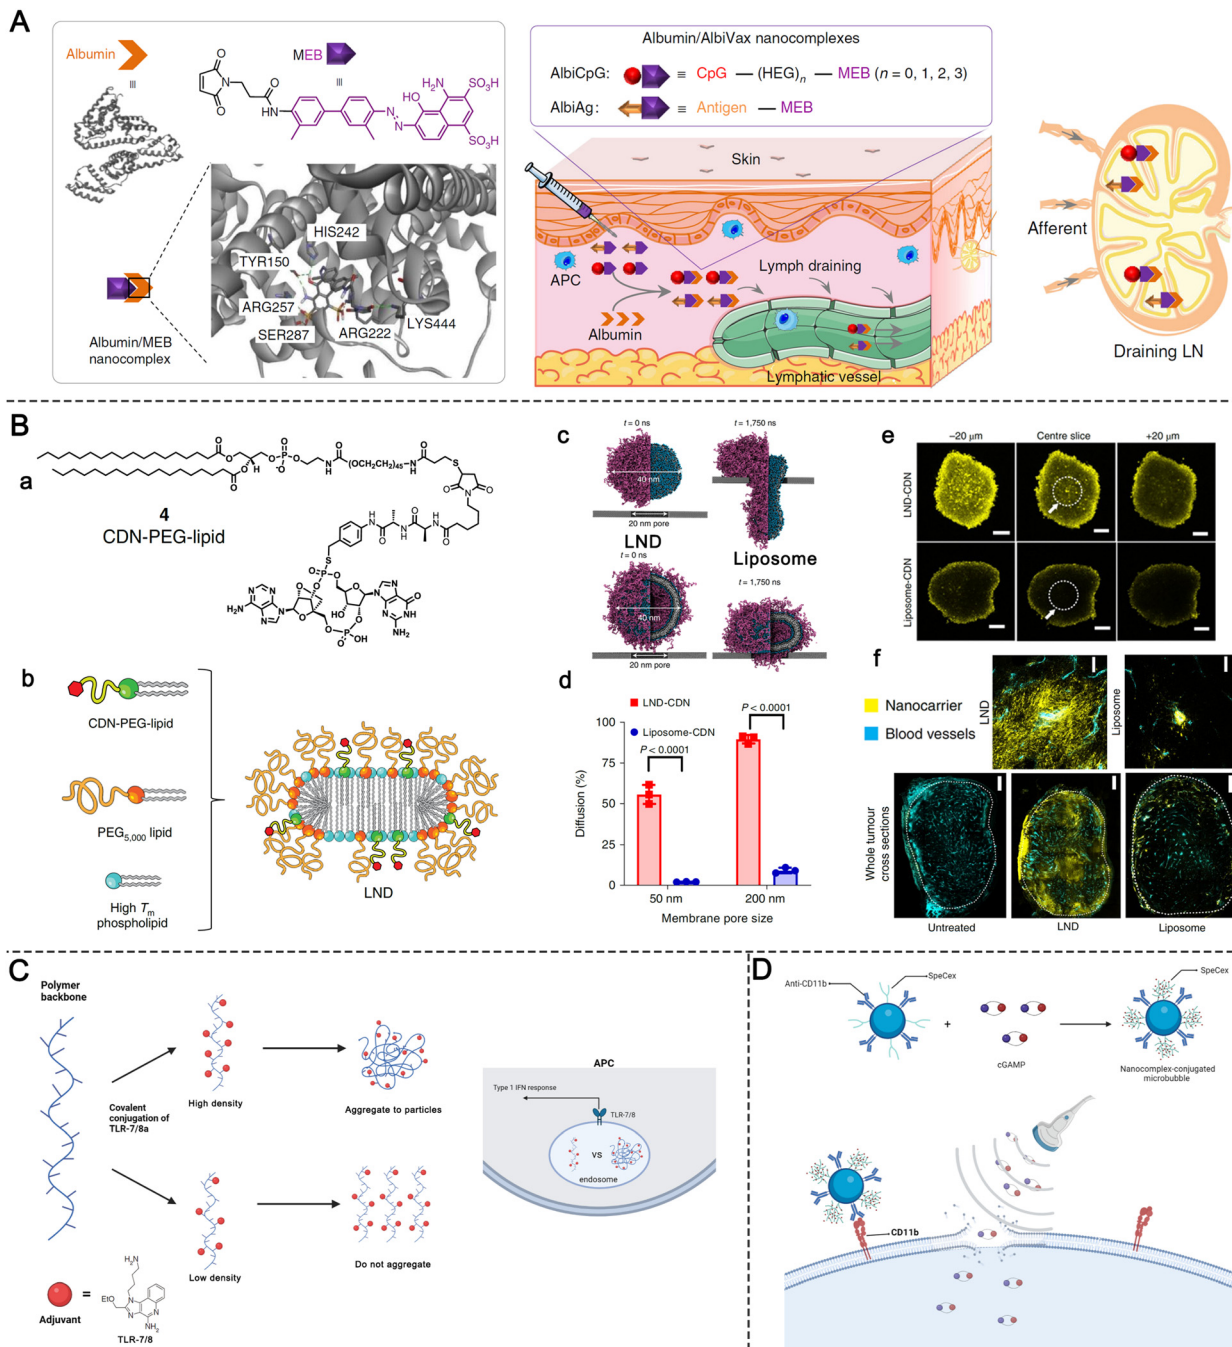 A
Albumin
MEB
NH
O
N
O
O
NH₂
OH
SO₃H
SO₃H
N
N
HIS242
TYR150
ARG257
SER287
ARG222
LYS444
Albumin/MEB
nanocomplex
Albumin/AlbiVax nanocomplexes
AlbiCpG: ≡ CpG — (HEG)n — MEB (n = 0, 1, 2, 3)
AlbiAg: ≡ Antigen — MEB
Skin
APC
Lymph draining
Albumin
Lymphatic vessel
Afferent
Draining LN
B
a
4
CDN-PEG-lipid
b
CDN-PEG-lipid
PEG5,000 lipid
High Tm
phospholipid
LND
c
t = 0 ns
t = 1,750 ns
40 nm
20 nm pore
LND
Liposome
t = 0 ns
t = 1,750 ns
40 nm
20 nm pore
d
LND-CDN
Liposome-CDN
P < 0.0001
P < 0.0001
Diffusion (%)
100
75
50
25
0
50 nm
200 nm
Membrane pore size
e
−20 μm
Centre slice
+20 μm
LND-CDN
Liposome-CDN
f
Nanocarrier
Blood vessels
LND
Liposome
Whole tumour
cross sections
Untreated
LND
Liposome
C
Polymer
backbone
Covalent
conjugation of
TLR-7/8a
High density
Aggregate to particles
Low density
Do not aggregate
Adjuvant
=
H₂N
EtO
N
N
N
NH₂
TLR-7/8
APC
Type 1 IFN response
TLR-7/8
VS
endosome
D
Anti-CD11b
SpeCex
+
cGAMP
SpeCex
Nanocomplex-conjugated
microbubble
CD11b